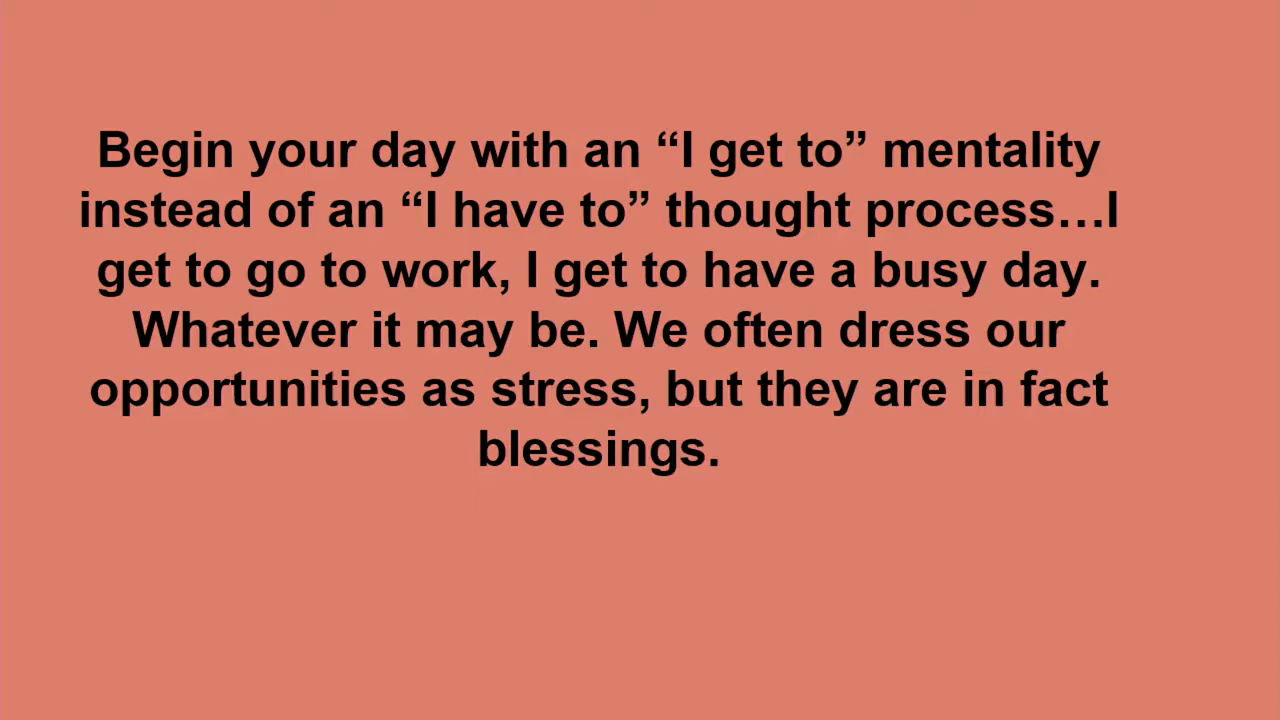 Begin your day with an “I get to” mentality
instead of an “I have to” thought process…I
get to go to work, I get to have a busy day.
Whatever it may be. We often dress our
opportunities as stress, but they are in fact
blessings.